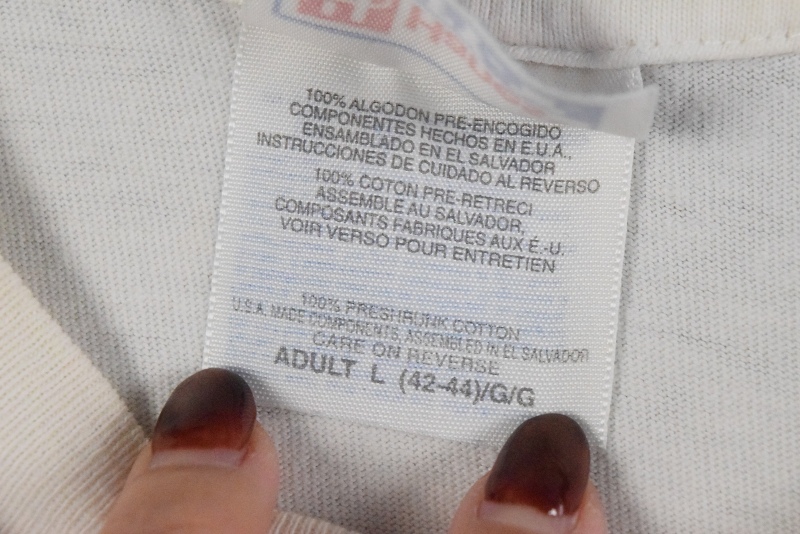 100% ALGODON PRE-ENCOGIDO
COMPONENTES HECHOS EN E.U.A.,
ENSAMBLADO EN EL SALVADOR
INSTRUCCIONES DE CUIDADO AL REVERSO
100% COTON PRE-RETRECI
ASSEMBLE AU SALVADOR,
COMPOSANTS FABRIQUES AUX É.-U.
VOIR VERSO POUR ENTRETIEN
100% PRESHRUNK COTTON
U.S.A. MADE COMPONENTS, ASSEMBLED IN EL SALVADOR
CARE ON REVERSE
ADULT L (42-44)/G/G